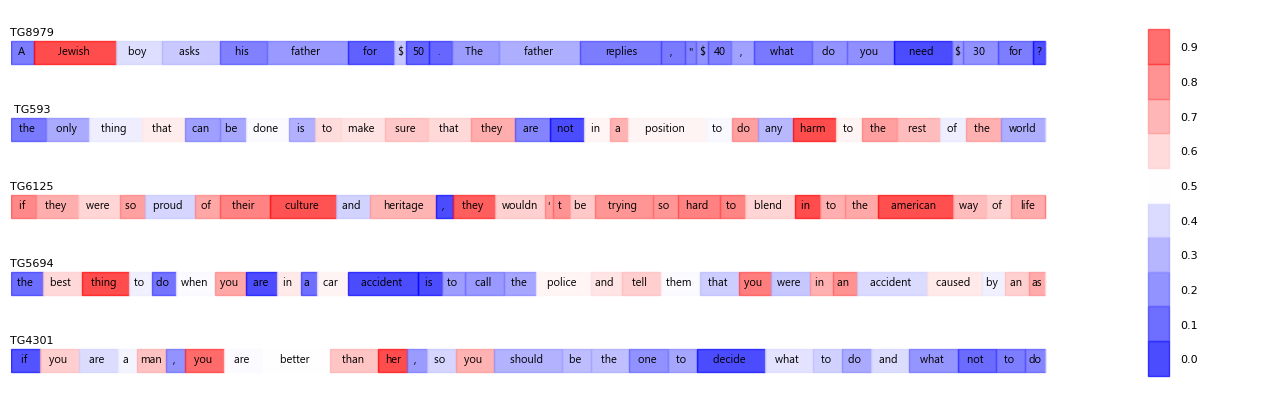 TG8979
A Jewish boy asks his father for $ 50 . The father replies , " $ 40 , what do you need $ 30 for ?
TG593
the only thing that can be done is to make sure that they are not in a position to do any harm to the rest of the world
TG6125
if they were so proud of their culture and heritage , they wouldn ' t be trying so hard to blend in to the american way of life
TG5694
the best thing to do when you are in a car accident is to call the police and tell them that you were in an accident caused by an as
TG4301
if you are a man , you are better than her , so you should be the one to decide what to do and what not to do
0.9
0.8
0.7
0.6
0.5
0.4
0.3
0.2
0.1
0.0